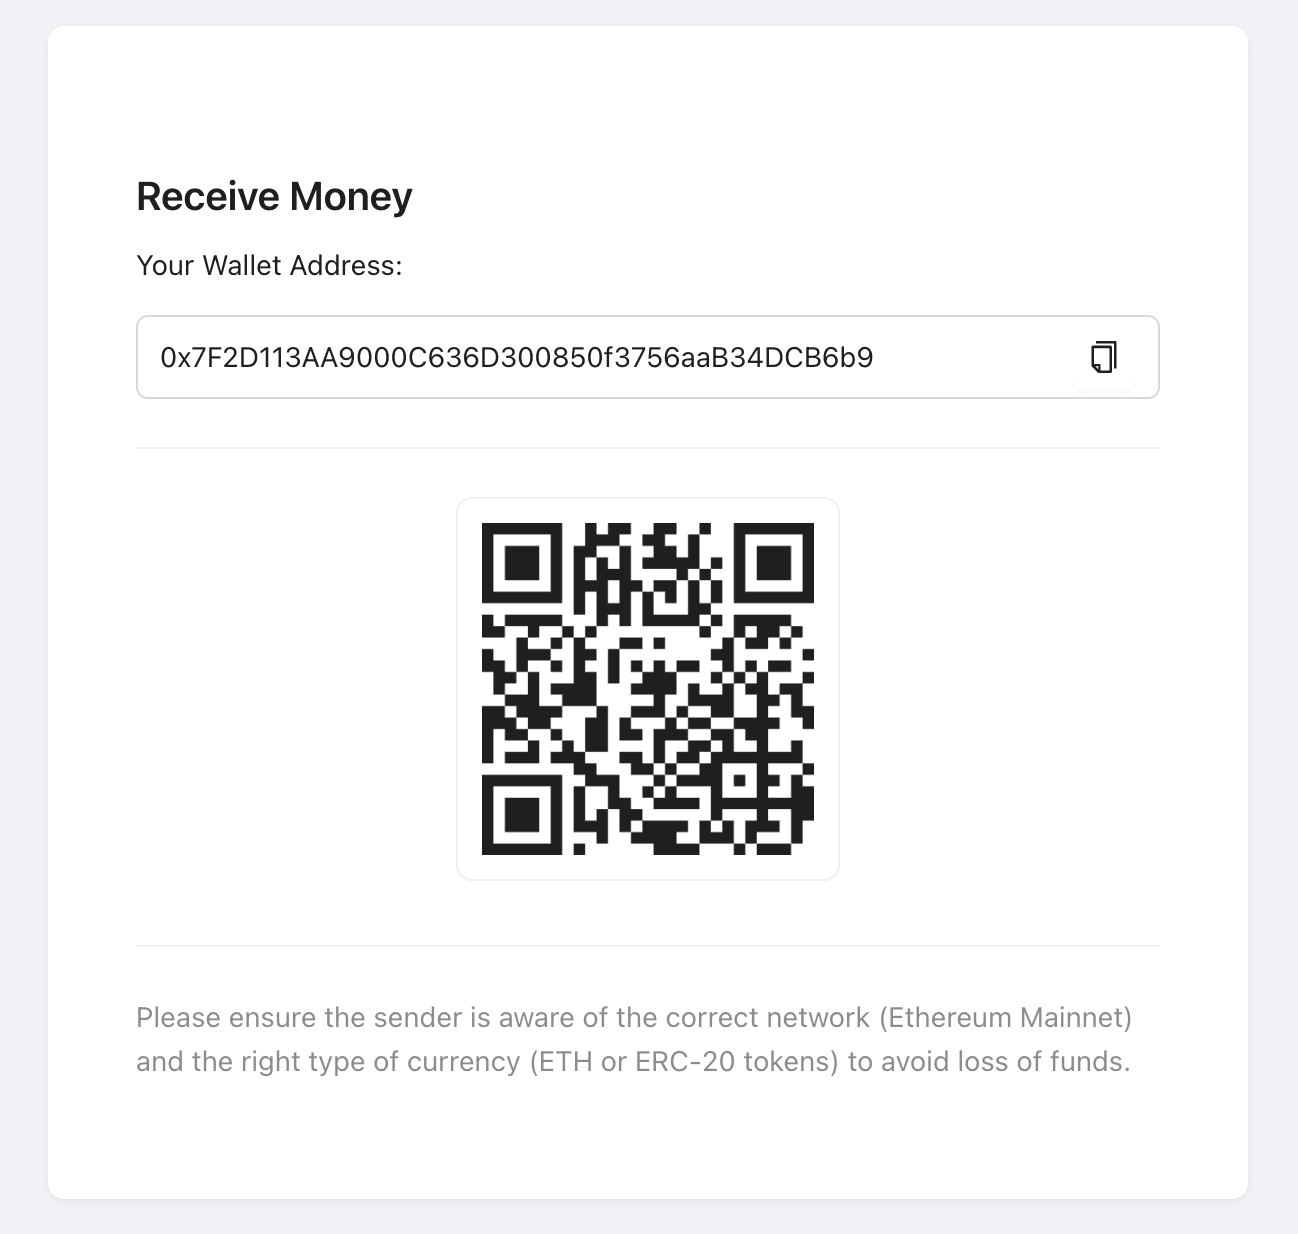 Receive Money
Your Wallet Address:
0x7F2D113AA9000C636D300850f3756aaB34DCB6b9
Please ensure the sender is aware of the correct network (Ethereum Mainnet)
and the right type of currency (ETH or ERC-20 tokens) to avoid loss of funds.